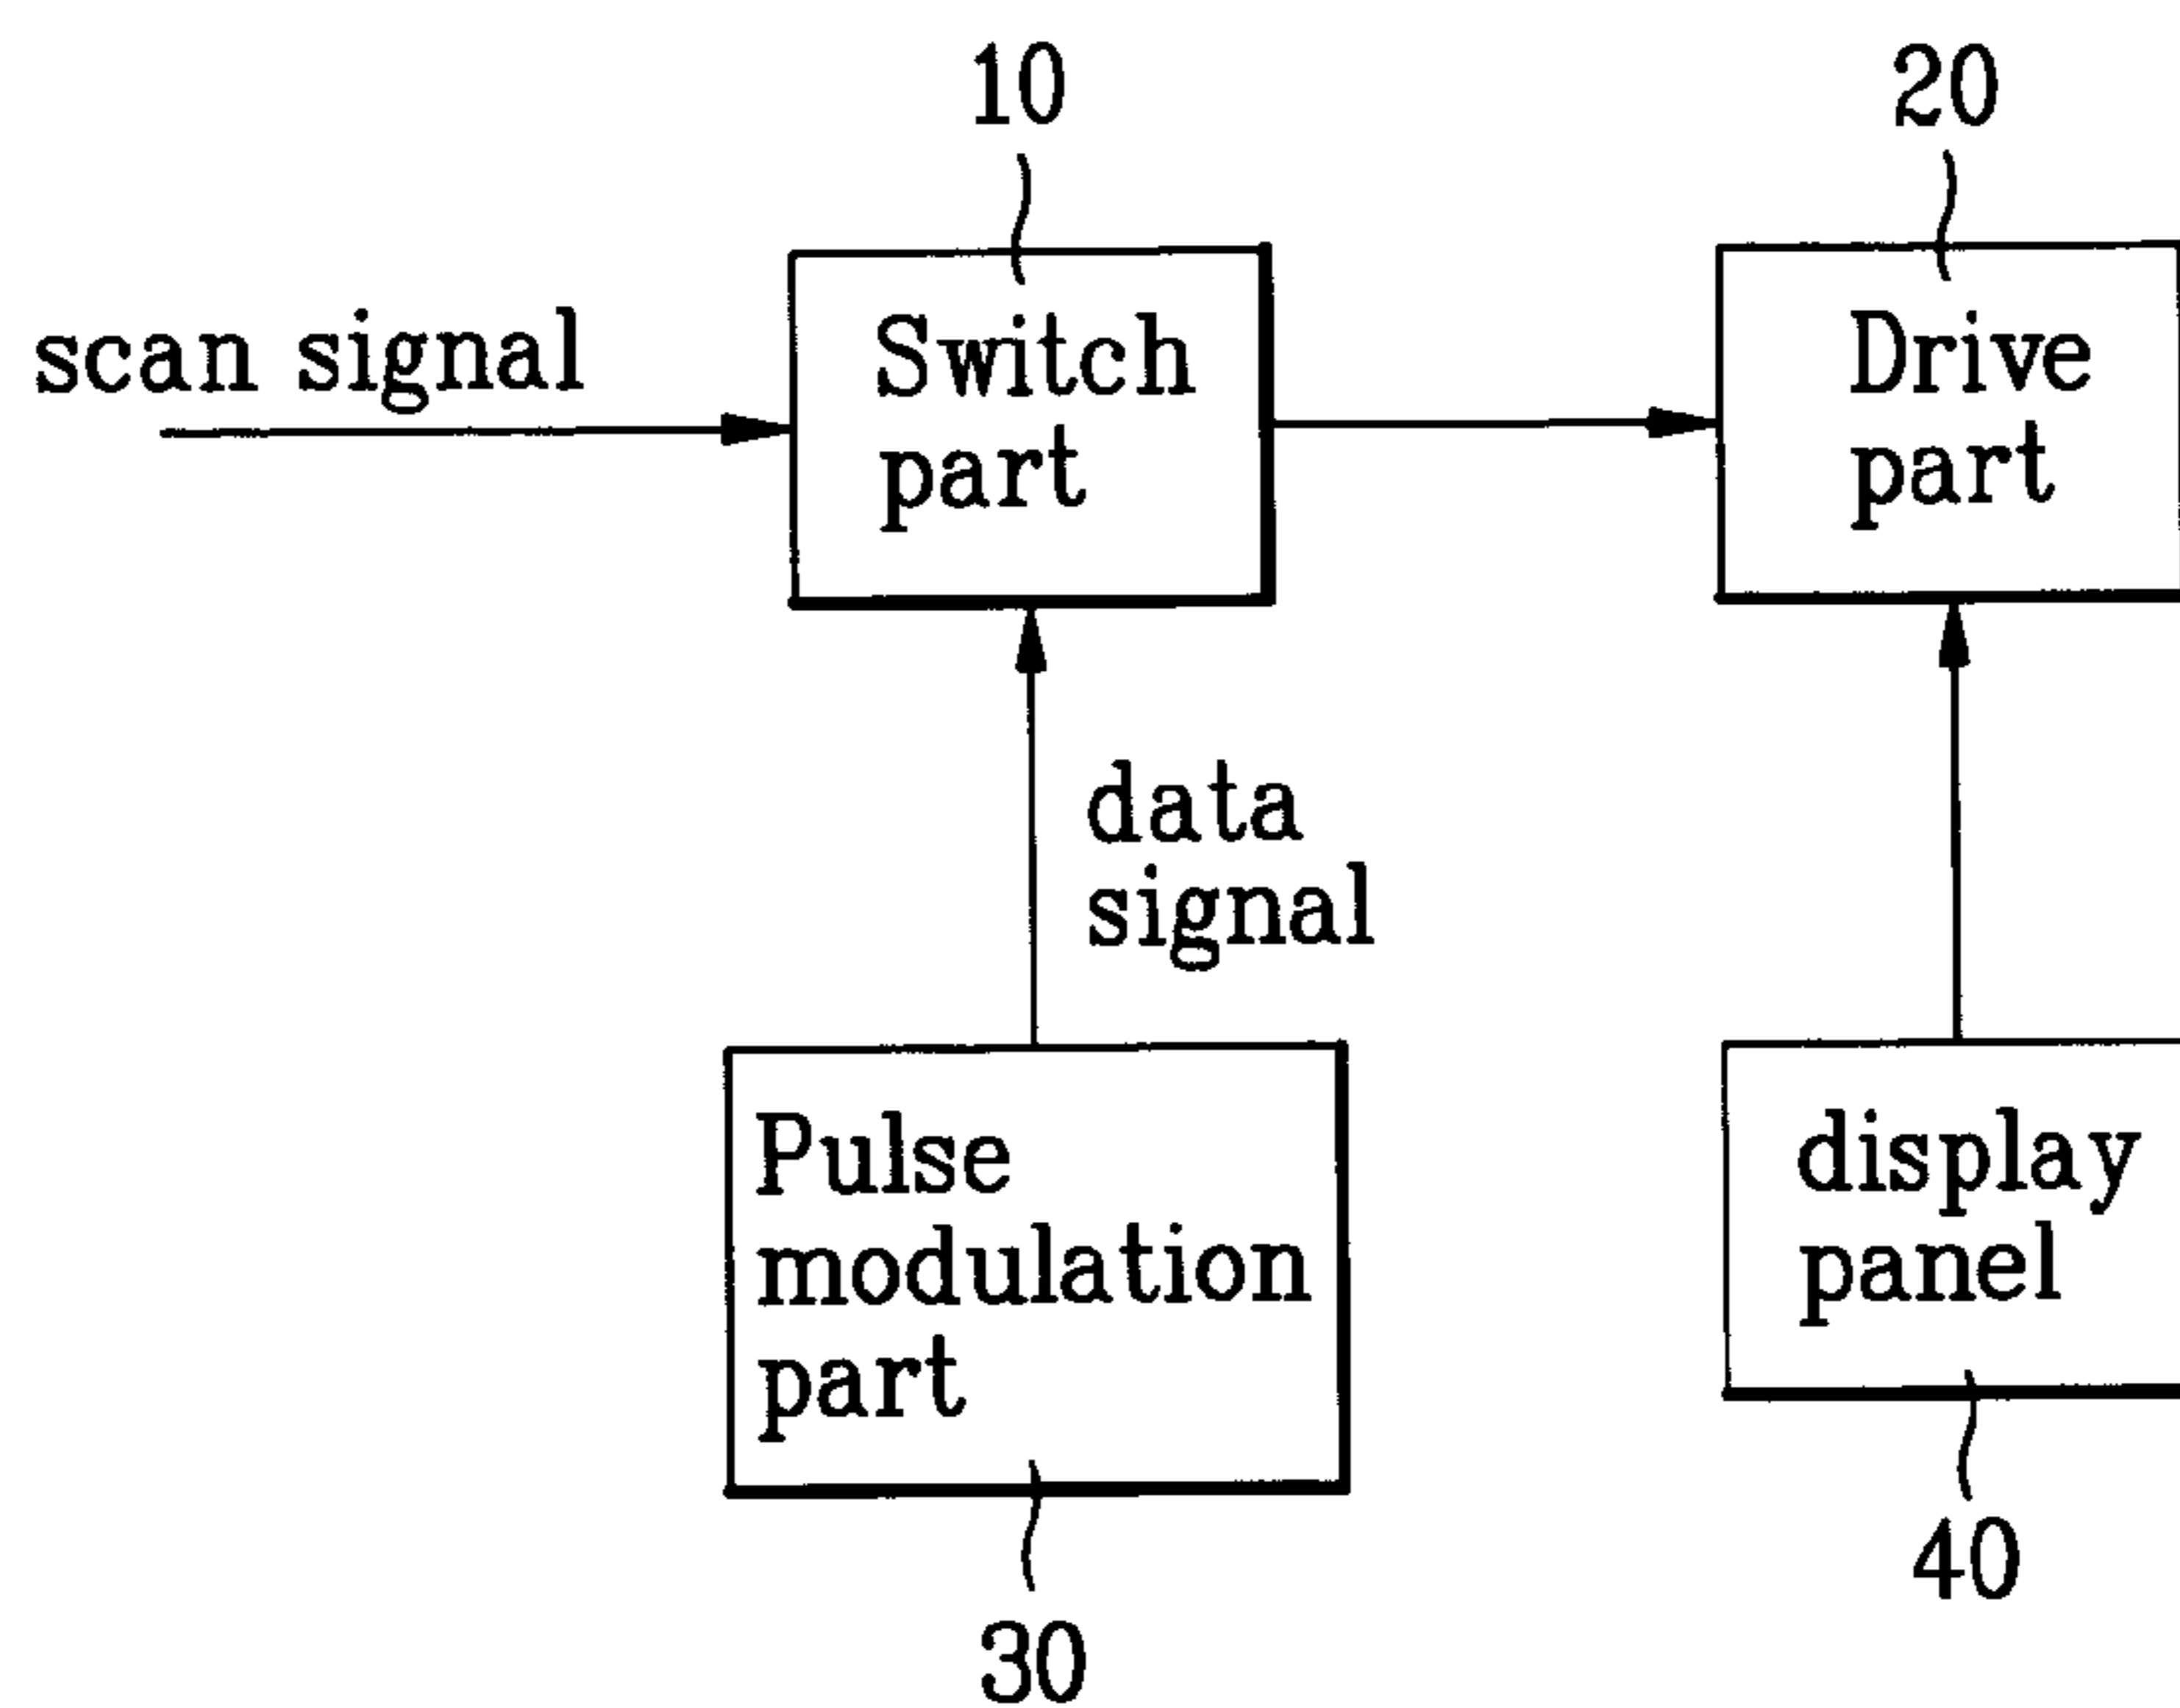 10
20
scan signal
Switch
part
Drive
part
data
signal
Pulse
modulation
part
display
panel
30
40